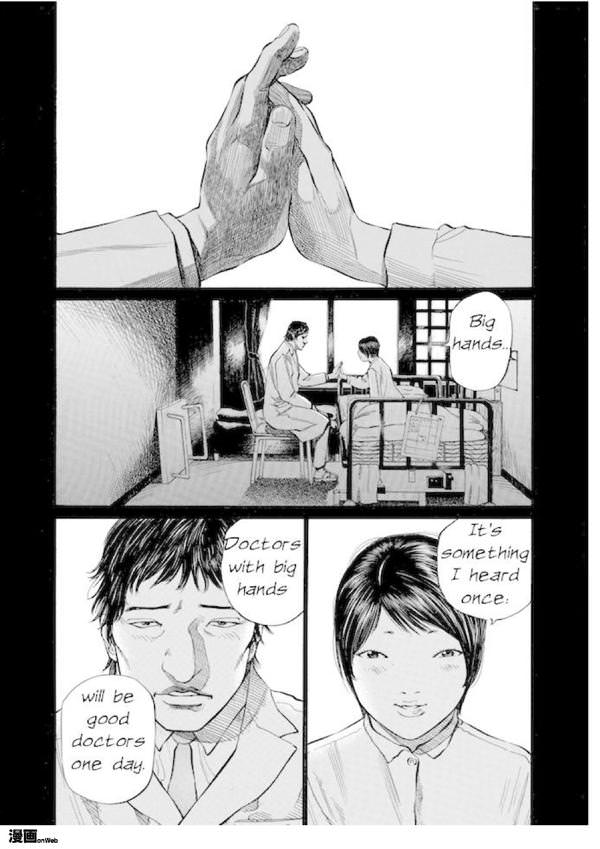 Big
hands...
It's
something
I heard
once:
Doctors
with big
hands
will be
good
doctors
one day.
漫画onWeb